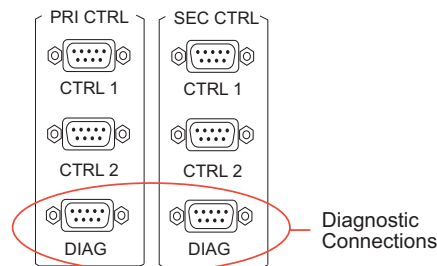 PRI CTRL
SEC CTRL
CTRL 1
CTRL 1
CTRL 2
CTRL 2
DIAG
DIAG
Diagnostic
Connections